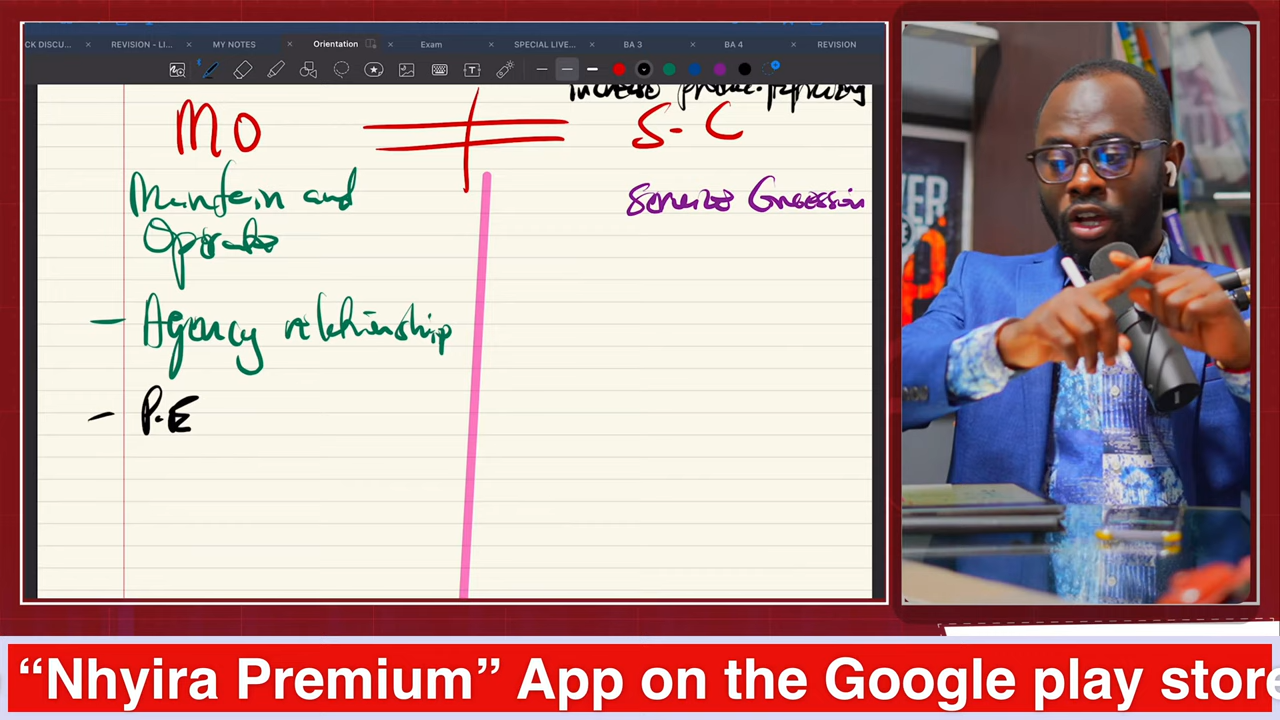 CK DISCU... REVISION - LI... MY NOTES Orientation Exam SPECIAL LIVE... BA 3 BA 4 REVISION
increase
MO S- C
Maintain and
Operate
- Agency relationship
- P.E
“Nhyira Premium” App on the Google play store